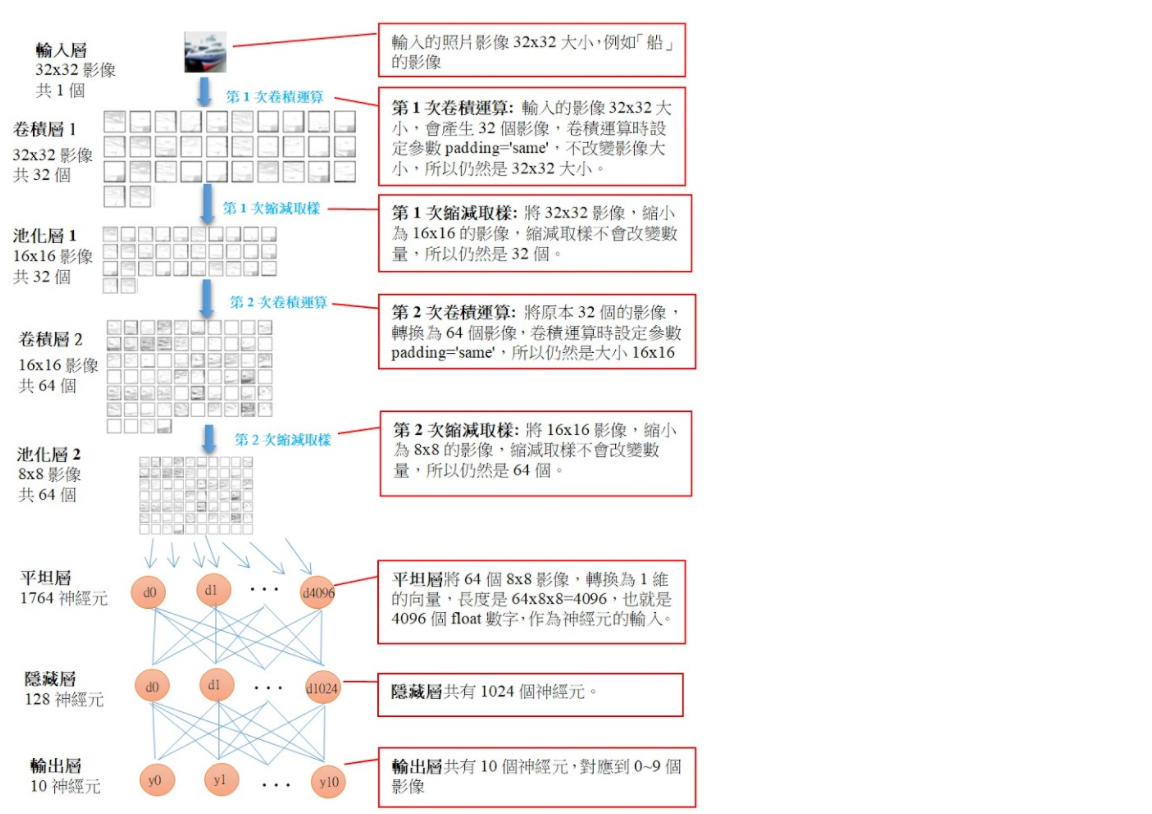 輸入層
32x32 影像
共 1 個
輸入的照片影像 32x32 大小，例如「船」
的影像
第 1 次卷積運算
卷積層 1
32x32 影像
共 32 個
第 1 次卷積運算: 輸入的影像 32x32 大
小，會產生 32 個影像，卷積運算時設
定參數 padding='same'，不改變影像大
小，所以仍然是 32x32 大小。
第 1 次縮減取樣
池化層 1
16x16 影像
共 32 個
第 1 次縮減取樣: 將 32x32 影像，縮小
為 16x16 的影像，縮減取樣不會改變數
量，所以仍然是 32 個。
第 2 次卷積運算
卷積層 2
16x16 影像
共 64 個
第 2 次卷積運算: 將原本 32 個的影像，
轉換為 64 個影像，卷積運算時設定參數
padding='same'，所以仍然是大小 16x16
第 2 次縮減取樣
池化層 2
8x8 影像
共 64 個
第 2 次縮減取樣: 將 16x16 影像，縮小
為 8x8 的影像，縮減取樣不會改變數
量，所以仍然是 64 個。
平坦層
1764 神經元
d0 d1 ··· d4096
平坦層將 64 個 8x8 影像，轉換為 1 維
的向量，長度是 64x8x8=4096，也就是
4096 個 float 數字，作為神經元的輸入。
隱藏層
128 神經元
d0 d1 ··· d1024
隱藏層共有 1024 個神經元。
輸出層
10 神經元
y0 y1 ··· y10
輸出層共有 10 個神經元，對應到 0~9 個
影像